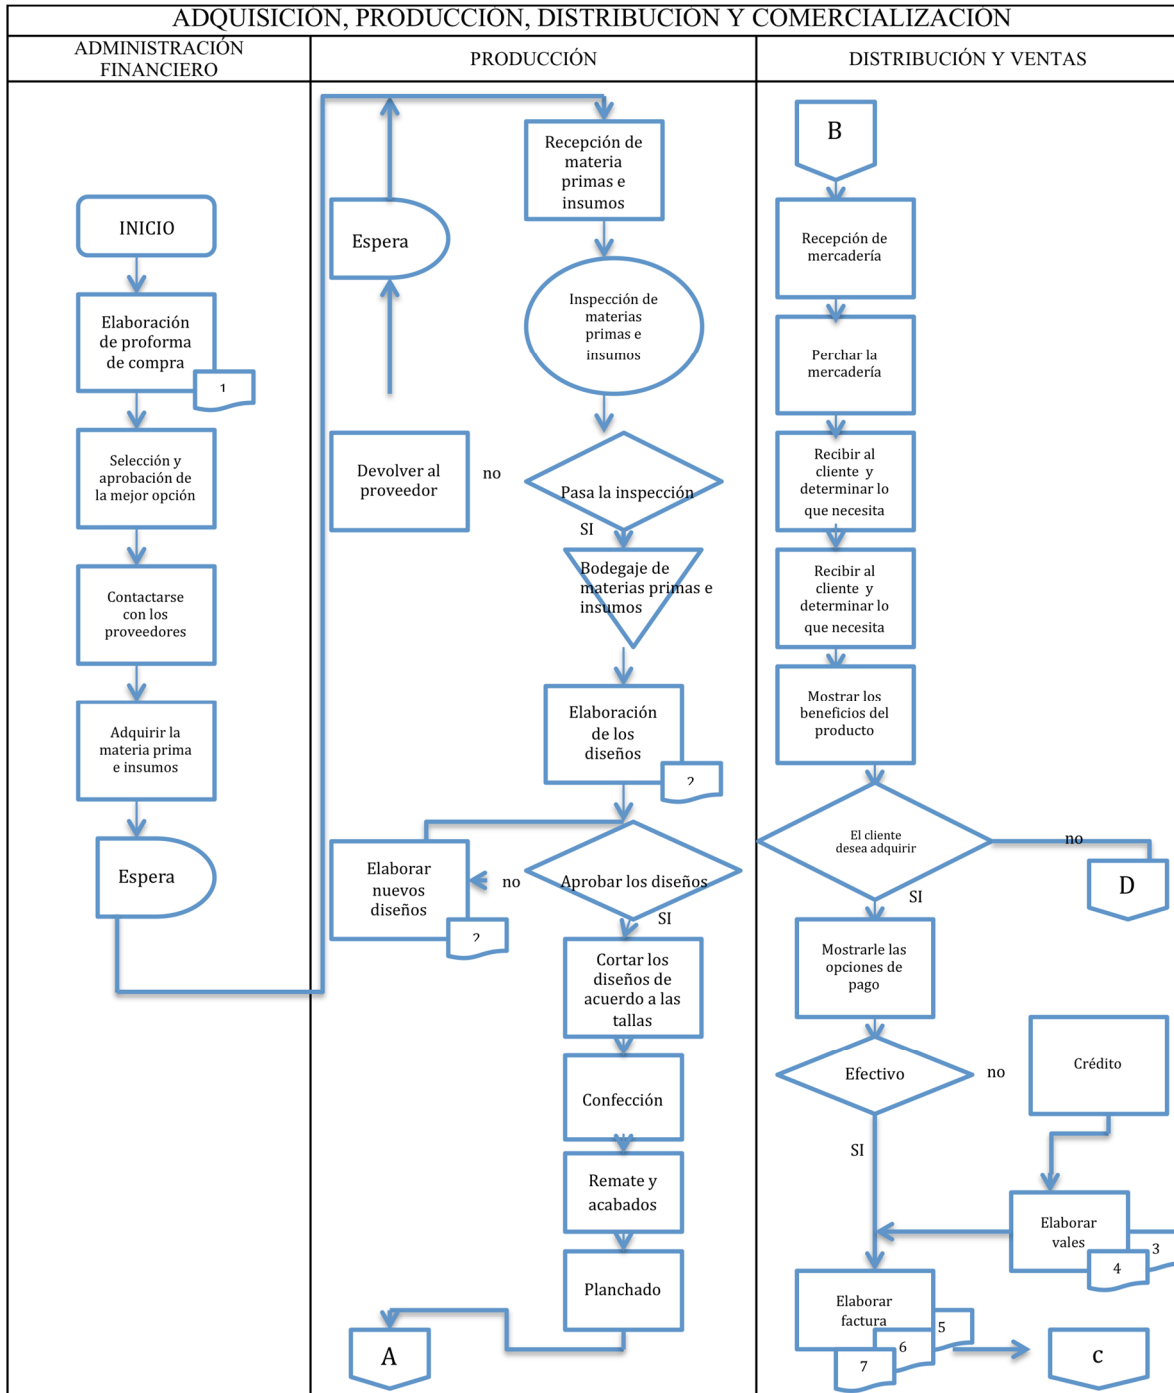 ADQUISICIÓN, PRODUCCIÓN, DISTRIBUCIÓN Y COMERCIALIZACIÓN
ADMINISTRACIÓN
FINANCIERO
PRODUCCIÓN
DISTRIBUCIÓN Y VENTAS
INICIO
Elaboración
de proforma
de compra
1
Selección y
aprobación de
la mejor opción
Contactarse
con los
proveedores
Adquirir la
materia prima
e insumos
Espera
Recepción de
materia
primas e
insumos
Espera
Inspección de
materias
primas e
insumos
Devolver al
proveedor
no
Pasa la inspección
SI
Bodegaje de
materias primas e
insumos
Elaboración
de los
diseños
2
Elaborar
nuevos
diseños
2
no
Aprobar los diseños
SI
Cortar los
diseños de
acuerdo a las
tallas
Confección
Remate y
acabados
Planchado
A
B
Recepción de
mercadería
Perchar la
mercadería
Recibir al
cliente y
determinar lo
que necesita
Recibir al
cliente y
determinar lo
que necesita
Mostrar los
beneficios del
producto
El cliente
desea adquirir
no
D
SI
Mostrarle las
opciones de
pago
Efectivo
no
Crédito
SI
Elaborar
vales
3
4
Elaborar
factura
5
6
7
c